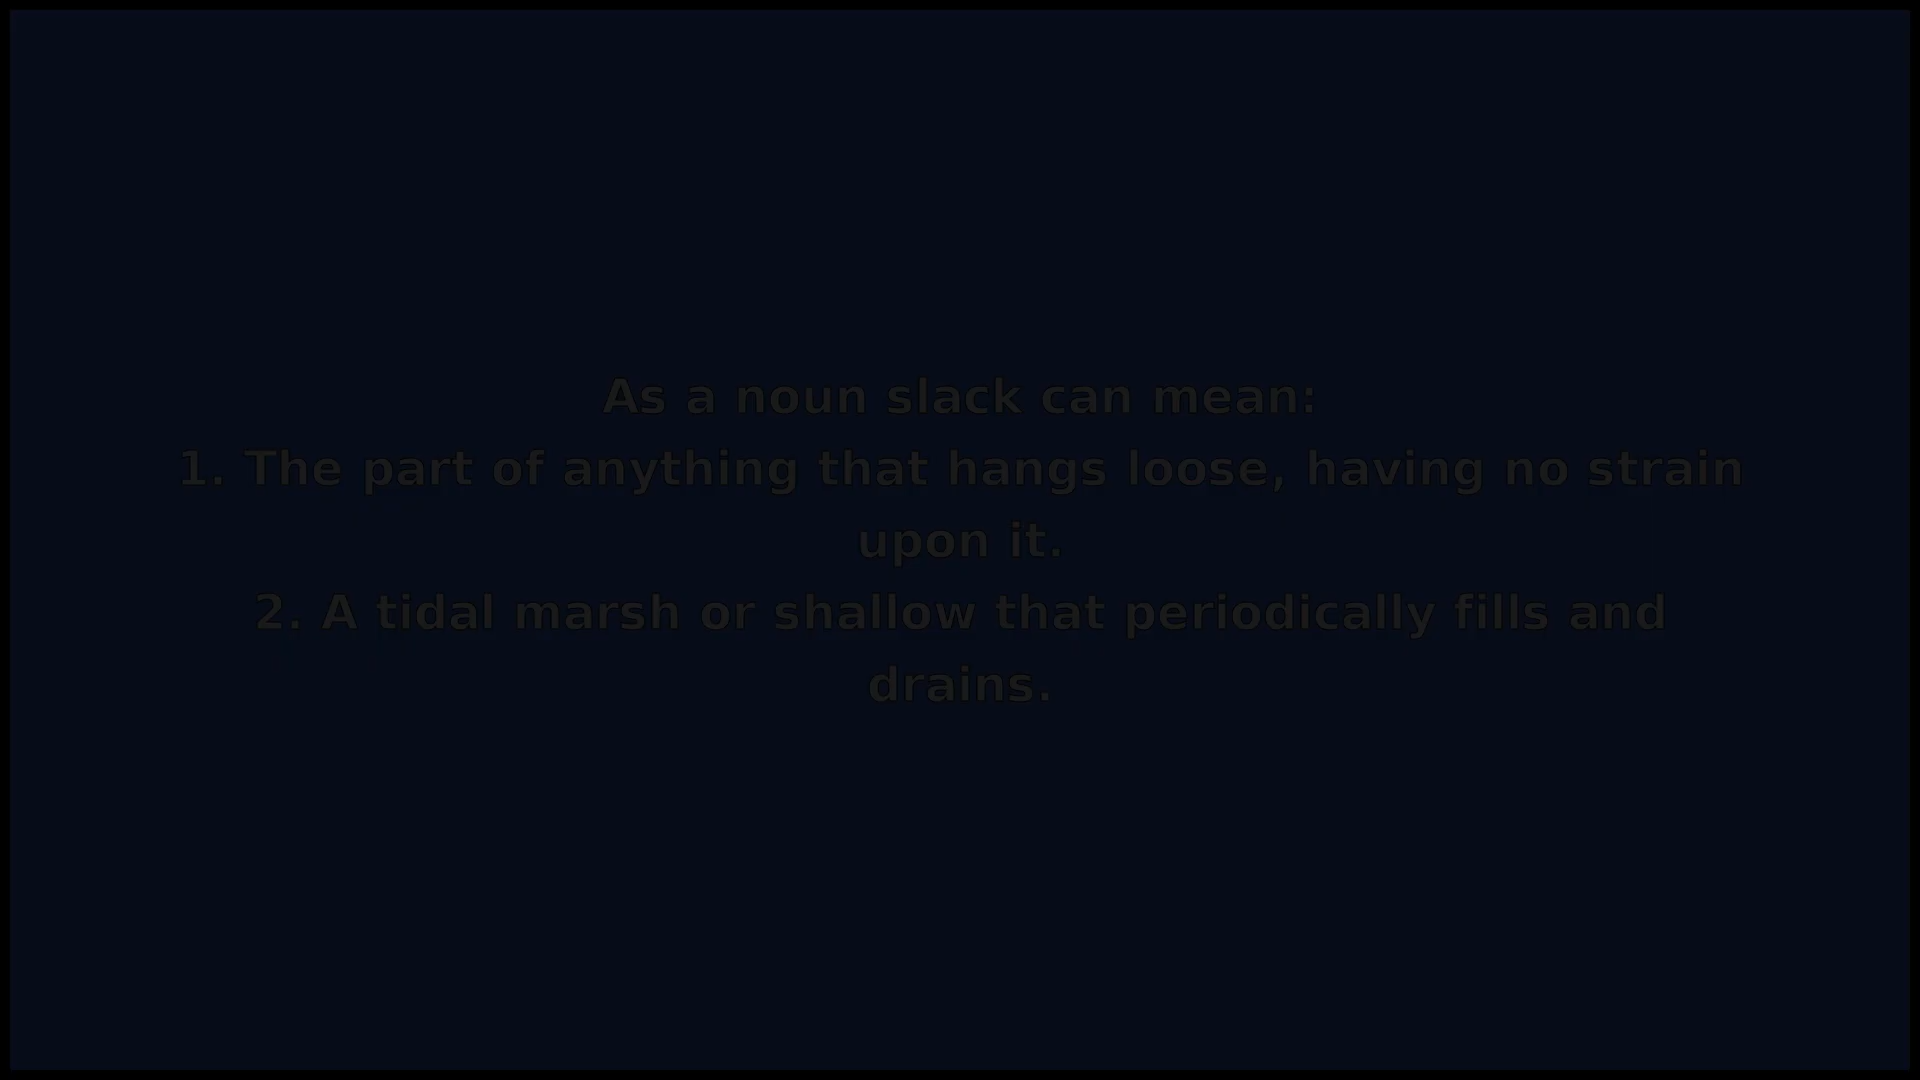 As a noun slack can mean:
1. The part of anything that hangs loose, having no strain
upon it.
2. A tidal marsh or shallow that periodically fills and
drains.